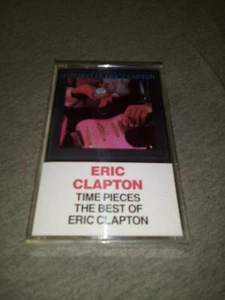 ERIC
CLAPTON
TIME PIECES
THE BEST OF
ERIC CLAPTON